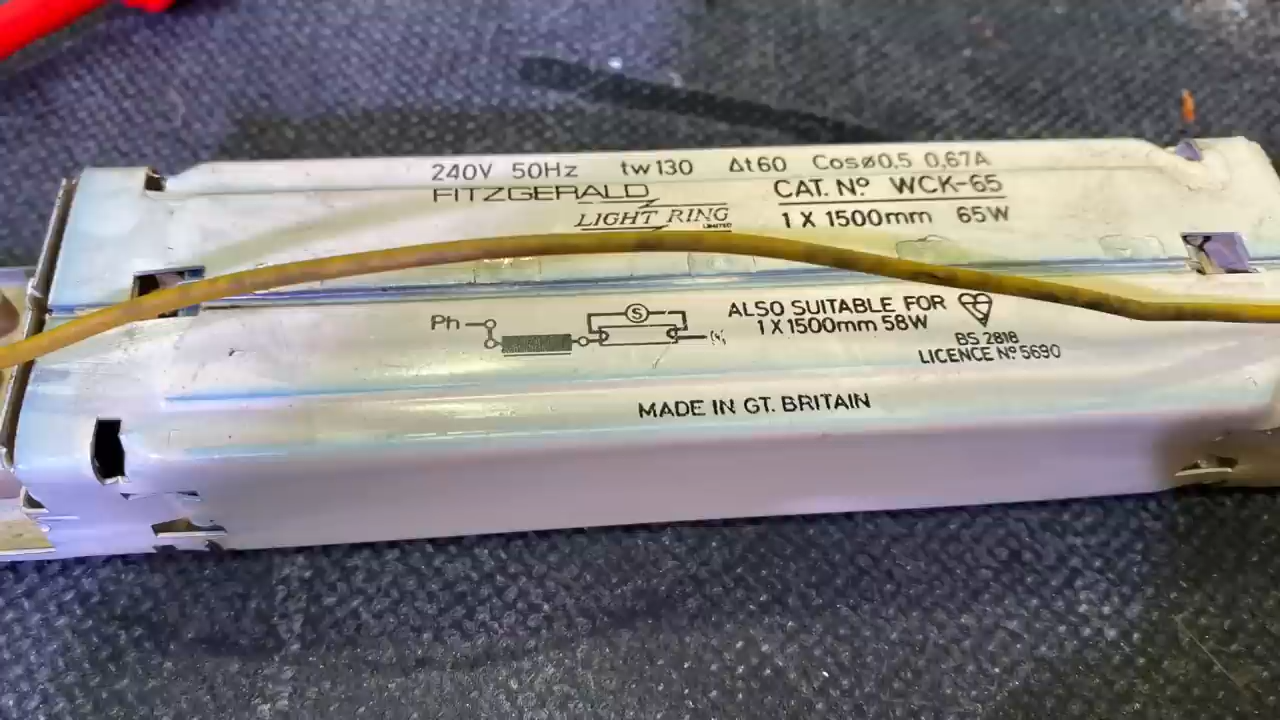 240V 50Hz tw130 Δt60 Cosø0,5 0,67A
FITZGERALD
LIGHT RING
LIMITED
CAT. Nº WCK-65
1 X 1500mm 65W
Ph
S
ALSO SUITABLE FOR
1 X 1500mm 58W
BS 2818
LICENCE Nº 5690
MADE IN GT. BRITAIN